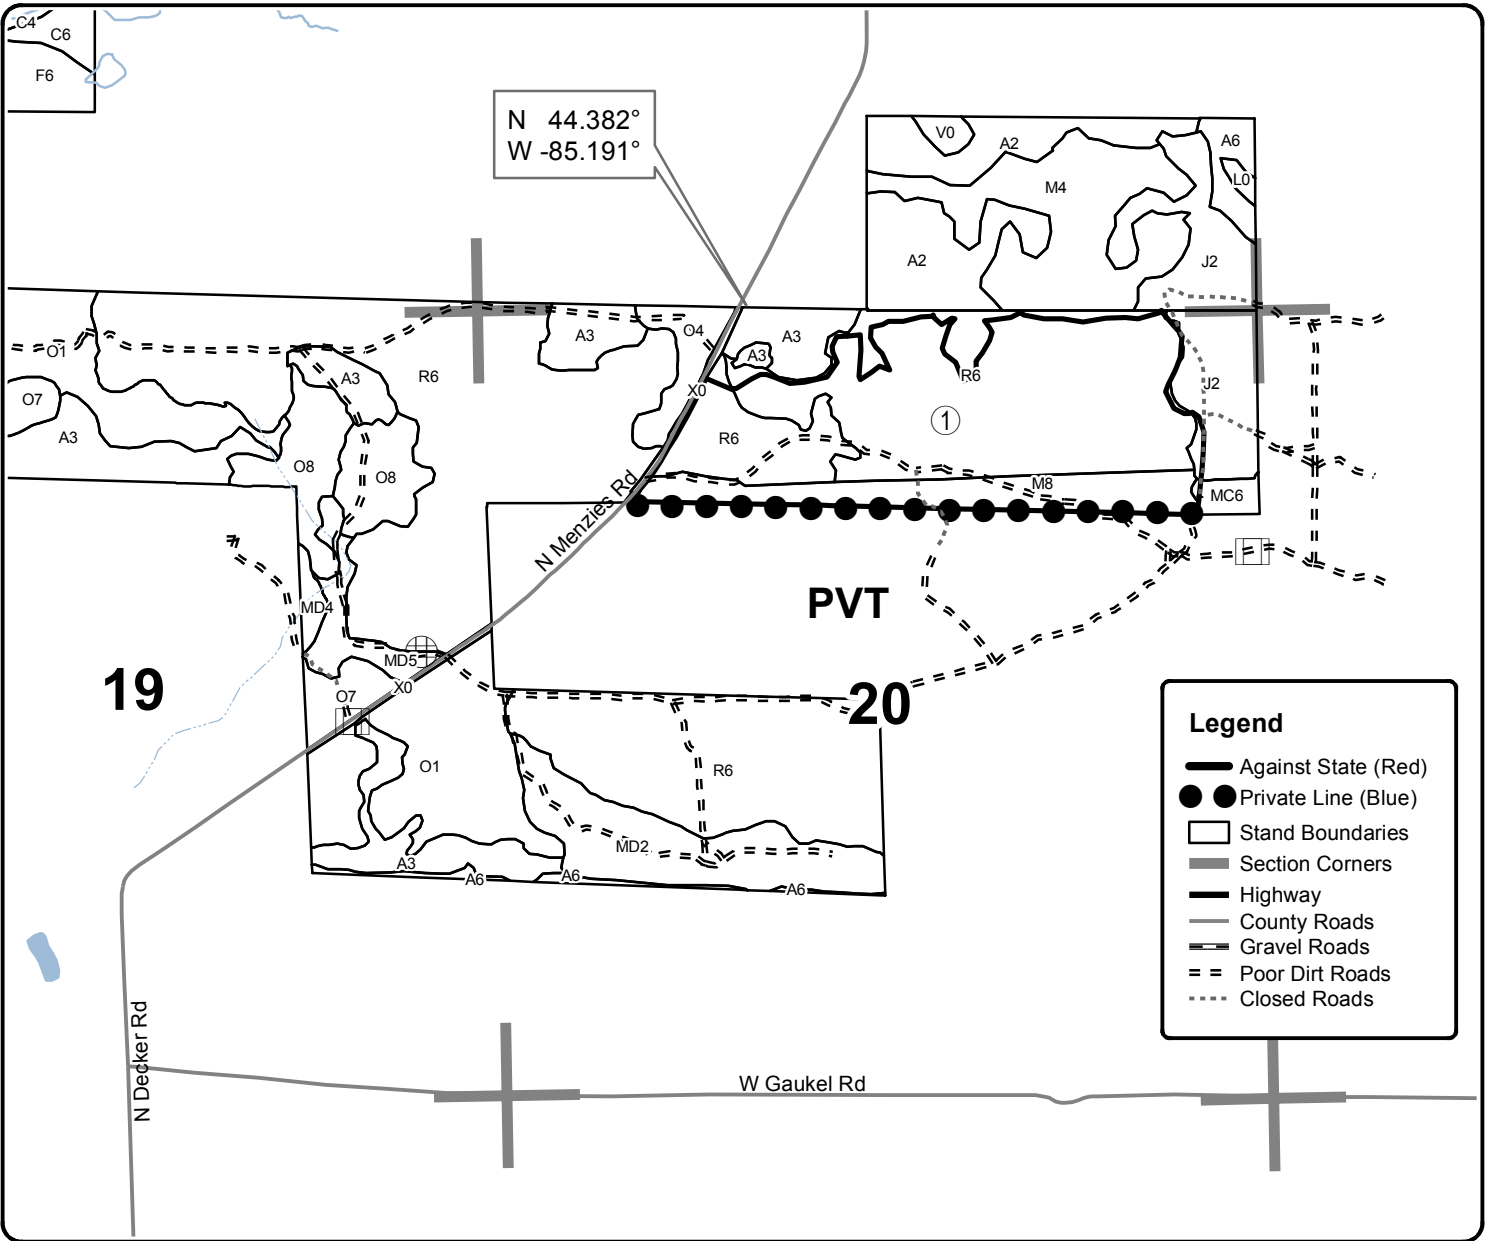 C4
C6
F6
N 44.382°
W -85.191°
V0
A2
A6
L0
M4
A2
J2
O1
A3
O4
A3
A3
A3
R6
X0
R6
J2
O7
A3
1
R6
O8
O8
M8
MC6
N Menzies Rd
MD4
PVT
MD5
19
X0
O7
20
O1
R6
MD2
A3
A6
A6
A6
Legend
Against State (Red)
Private Line (Blue)
Stand Boundaries
Section Corners
Highway
County Roads
Gravel Roads
Poor Dirt Roads
Closed Roads
N Decker Rd
W Gaukel Rd